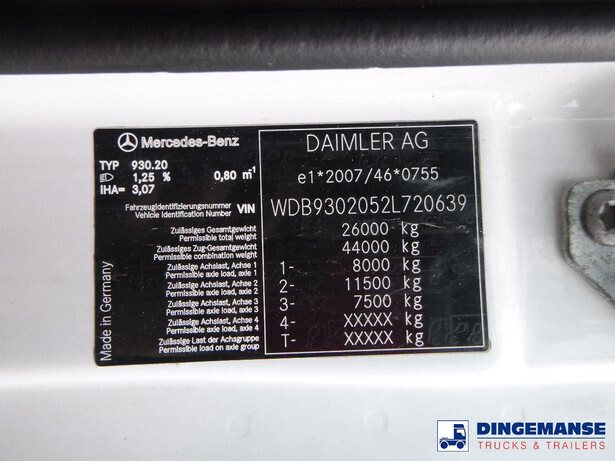 Mercedes-Benz
TYP 930.20
1,25 % 0,80 m⁻¹
IHA= 3,07
Fahrzeugidentifizierungsnummer
Vehicle Identification Number VIN
Zulässiges Gesamtgewicht
Permissible total weight
Zulässiges Zug-Gesamtgewicht
Permissible combination weight
Zulässige Achslast, Achse 1
Permissible axle load, axle 1
Zulässige Achslast, Achse 2
Permissible axle load, axle 2
Zulässige Achslast, Achse 3
Permissible axle load, axle 3
Zulässige Achslast, Achse 4
Permissible axle load, axle 4
Zulässige Last der Achsgruppe
Permissible load on axle group
Made in Germany
DAIMLER AG
e1*2007/46*0755
WDB9302052L720639
26000 kg
44000 kg
1- 8000 kg
2- 11500 kg
3- 7500 kg
4- XXXXX kg
T- XXXXX kg
DINGEMANSE
TRUCKS & TRAILERS